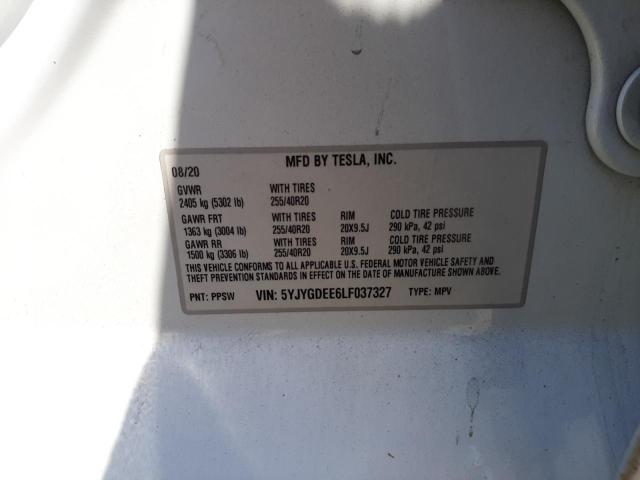 MFD BY TESLA, INC.
08/20
GVWR WITH TIRES
2405 kg (5302 lb) 255/40R20
GAWR FRT WITH TIRES RIM COLD TIRE PRESSURE
1363 kg (3004 lb) 255/40R20 20X9.5J 290 kPa, 42 psi
GAWR RR WITH TIRES RIM COLD TIRE PRESSURE
1500 kg (3306 lb) 255/40R20 20X9.5J 290 kPa, 42 psi
THIS VEHICLE CONFORMS TO ALL APPLICABLE U.S. FEDERAL MOTOR VEHICLE SAFETY AND
THEFT PREVENTION STANDARDS IN EFFECT ON THE DATE OF MANUFACTURE SHOWN ABOVE.
PNT: PPSW VIN: 5YJYGDEE6LF037327 TYPE: MPV